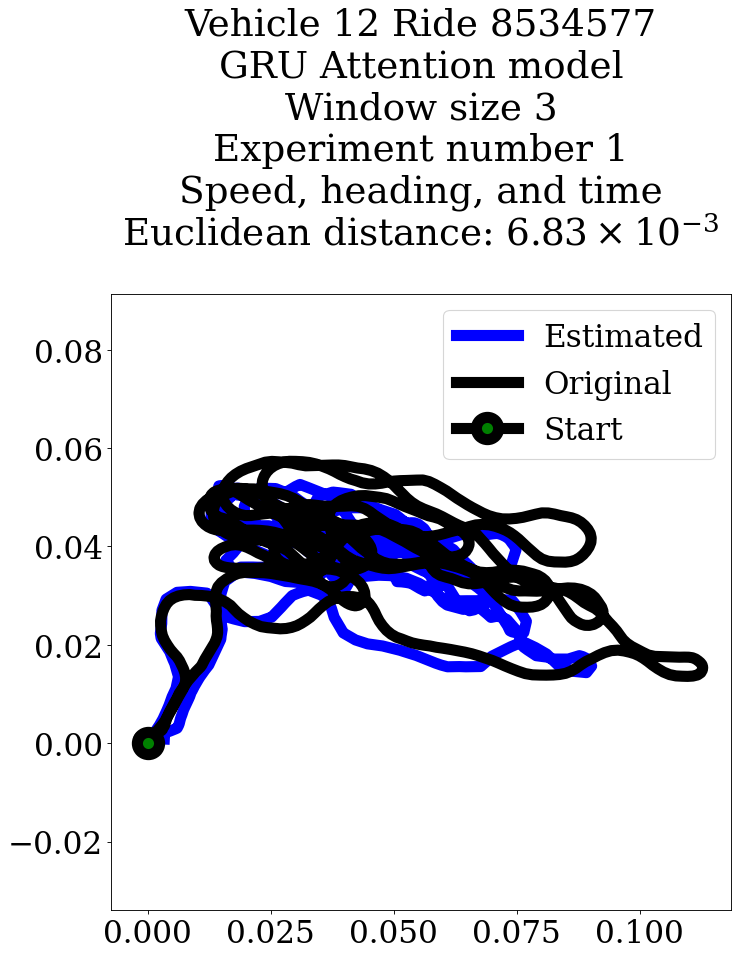 Vehicle 12 Ride 8534577
GRU Attention model
Window size 3
Experiment number 1
Speed, heading, and time
Euclidean distance: 6.83 × 10⁻³
Estimated
Original
Start
0.08
0.06
0.04
0.02
0.00
−0.02
0.000 0.025 0.050 0.075 0.100